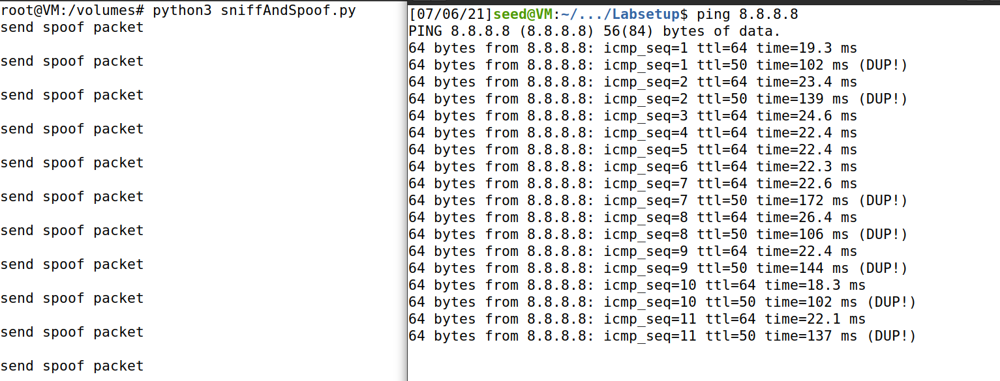 root@VM:/volumes# python3 sniffAndSpoof.py
send spoof packet
send spoof packet
send spoof packet
send spoof packet
send spoof packet
send spoof packet
send spoof packet
send spoof packet
send spoof packet
send spoof packet
send spoof packet
[07/06/21]seed@VM:~/.../Labsetup$ ping 8.8.8.8
PING 8.8.8.8 (8.8.8.8) 56(84) bytes of data.
64 bytes from 8.8.8.8: icmp_seq=1 ttl=64 time=19.3 ms
64 bytes from 8.8.8.8: icmp_seq=1 ttl=50 time=102 ms (DUP!)
64 bytes from 8.8.8.8: icmp_seq=2 ttl=64 time=23.4 ms
64 bytes from 8.8.8.8: icmp_seq=2 ttl=50 time=139 ms (DUP!)
64 bytes from 8.8.8.8: icmp_seq=3 ttl=64 time=24.6 ms
64 bytes from 8.8.8.8: icmp_seq=4 ttl=64 time=22.4 ms
64 bytes from 8.8.8.8: icmp_seq=5 ttl=64 time=22.4 ms
64 bytes from 8.8.8.8: icmp_seq=6 ttl=64 time=22.3 ms
64 bytes from 8.8.8.8: icmp_seq=7 ttl=64 time=22.6 ms
64 bytes from 8.8.8.8: icmp_seq=7 ttl=50 time=172 ms (DUP!)
64 bytes from 8.8.8.8: icmp_seq=8 ttl=64 time=26.4 ms
64 bytes from 8.8.8.8: icmp_seq=8 ttl=50 time=106 ms (DUP!)
64 bytes from 8.8.8.8: icmp_seq=9 ttl=64 time=22.4 ms
64 bytes from 8.8.8.8: icmp_seq=9 ttl=50 time=144 ms (DUP!)
64 bytes from 8.8.8.8: icmp_seq=10 ttl=64 time=18.3 ms
64 bytes from 8.8.8.8: icmp_seq=10 ttl=50 time=102 ms (DUP!)
64 bytes from 8.8.8.8: icmp_seq=11 ttl=64 time=22.1 ms
64 bytes from 8.8.8.8: icmp_seq=11 ttl=50 time=137 ms (DUP!)